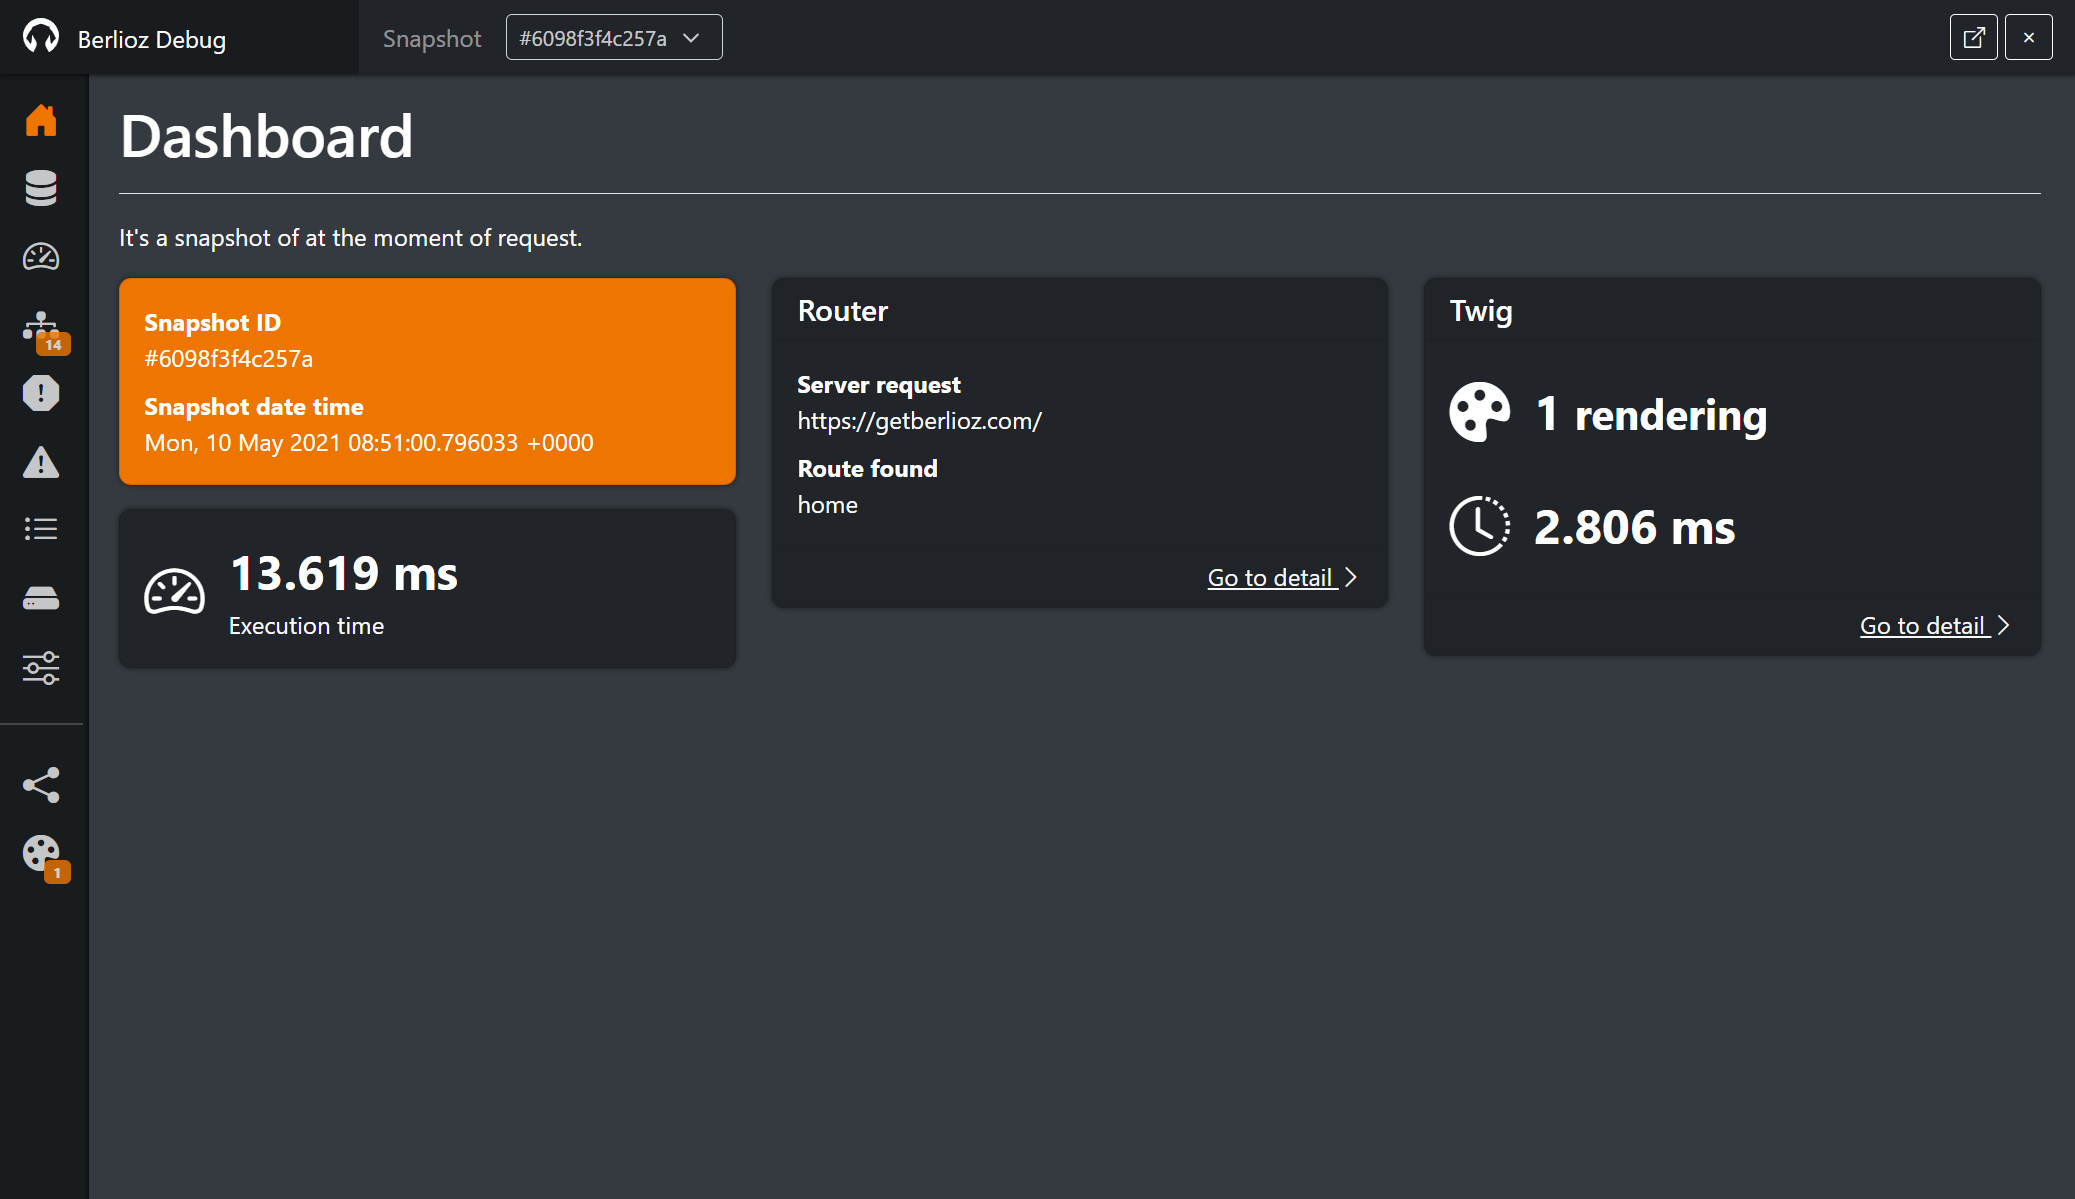 Berlioz Debug
Snapshot
#6098f3f4c257a
Dashboard
It's a snapshot of at the moment of request.
Snapshot ID
#6098f3f4c257a
Snapshot date time
Mon, 10 May 2021 08:51:00.796033 +0000
13.619 ms
Execution time
Router
Server request
https://getberlioz.com/
Route found
home
Go to detail
Twig
1 rendering
2.806 ms
Go to detail
14
1